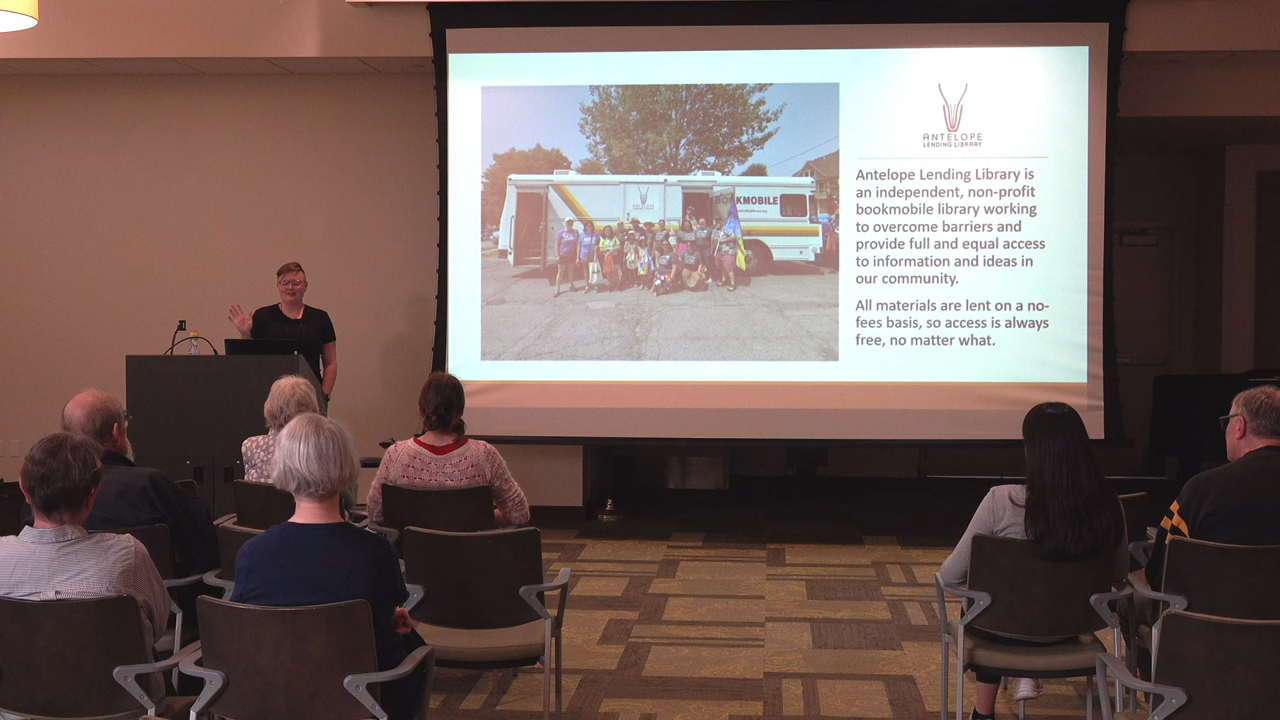 BOOKMOBILE
ANTELOPE
LENDING LIBRARY
Antelope Lending Library is
an independent, non-profit
bookmobile library working
to overcome barriers and
provide full and equal access
to information and ideas in
our community.
All materials are lent on a no-
fees basis, so access is always
free, no matter what.